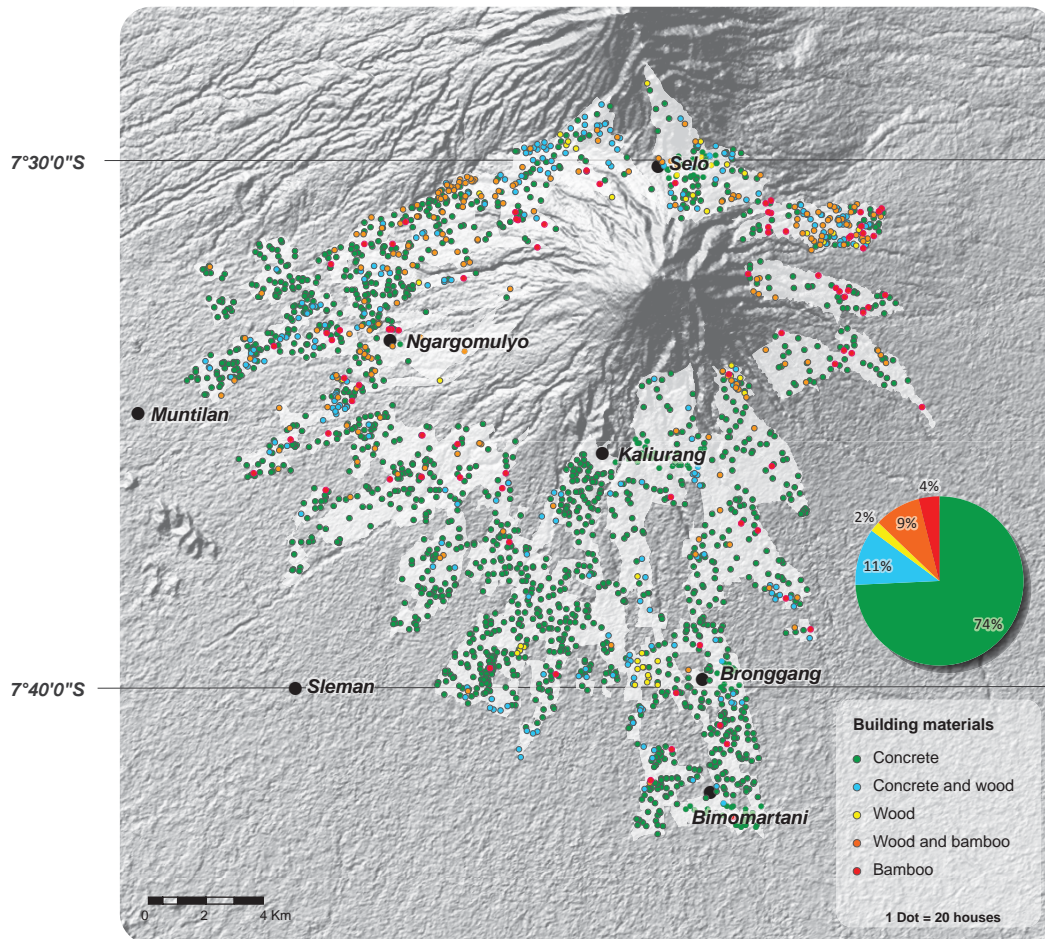 7°30'0"S
Selo
Ngargomulyo
Muntilan
Kaliurang
4%
2%
9%
11%
74%
Bronggang
7°40'0"S
Sleman
Building materials
Concrete
Concrete and wood
Wood
Wood and bamboo
Bamboo
1 Dot = 20 houses
Bimomartani
0 2 4 Km